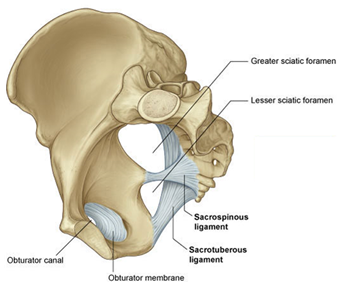 Greater sciatic foramen
Lesser sciatic foramen
Sacrospinous
ligament
Sacrotuberous
ligament
Obturator canal
Obturator membrane